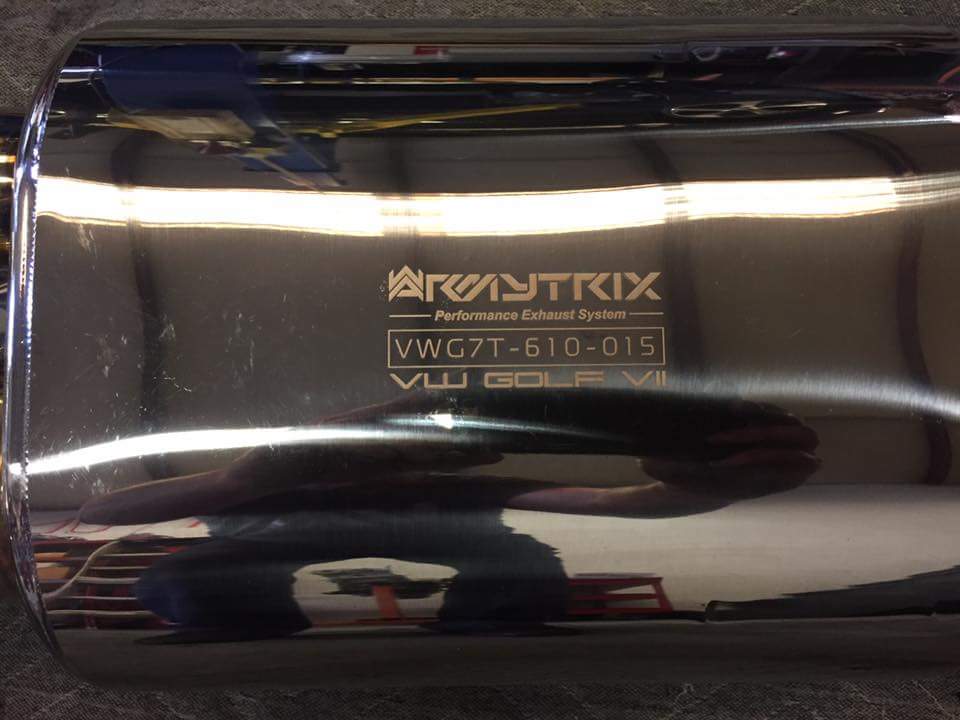 ARMYTRIX
Performance Exhaust System
VWG7T-610-015
VW GOLF VII